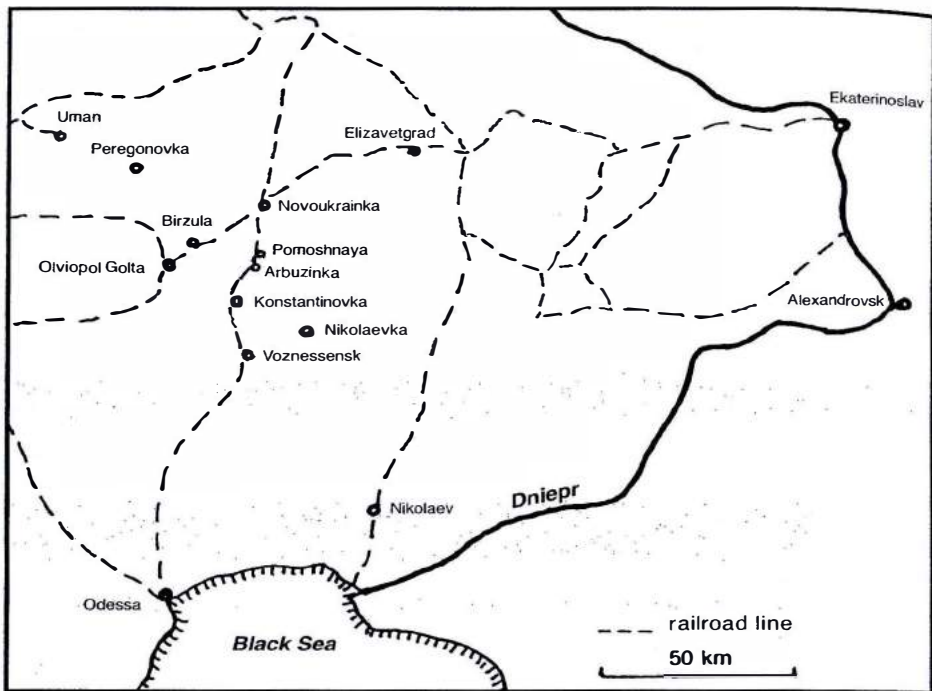 Ekaterinoslav
Uman
Elizavetgrad
Peregonovka
Novoukrainka
Birzula
Pomoshnaya
Olviopol Golta
Arbuzinka
Konstantinovka
Alexandrovsk
Nikolaevka
Voznessensk
Dniepr
Nikolaev
Odessa
railroad line
Black Sea
50 km